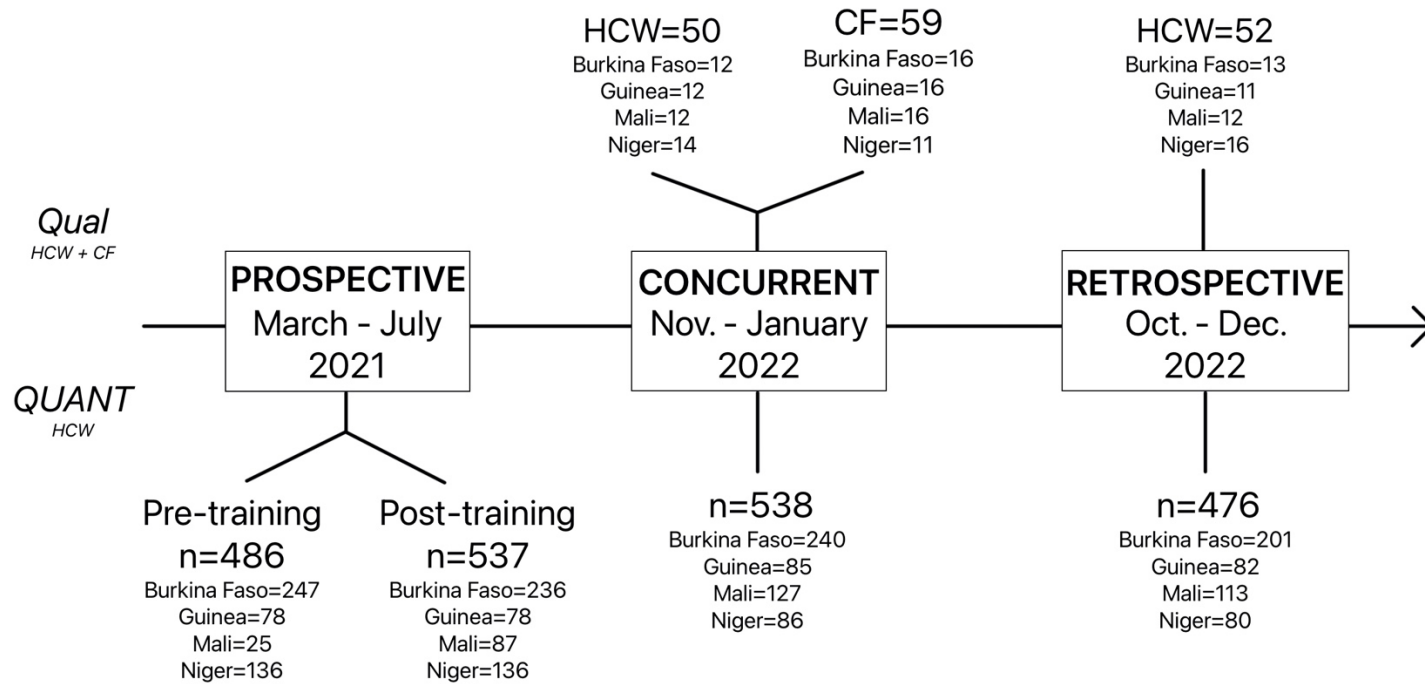 HCW=50
Burkina Faso=12
Guinea=12
Mali=12
Niger=14
CF=59
Burkina Faso=16
Guinea=16
Mali=16
Niger=11
HCW=52
Burkina Faso=13
Guinea=11
Mali=12
Niger=16
Qual
HCW + CF
PROSPECTIVE
March - July
2021
CONCURRENT
Nov. - January
2022
RETROSPECTIVE
Oct. - Dec.
2022
QUANT
HCW
Pre-training
n=486
Burkina Faso=247
Guinea=78
Mali=25
Niger=136
Post-training
n=537
Burkina Faso=236
Guinea=78
Mali=87
Niger=136
n=538
Burkina Faso=240
Guinea=85
Mali=127
Niger=86
n=476
Burkina Faso=201
Guinea=82
Mali=113
Niger=80